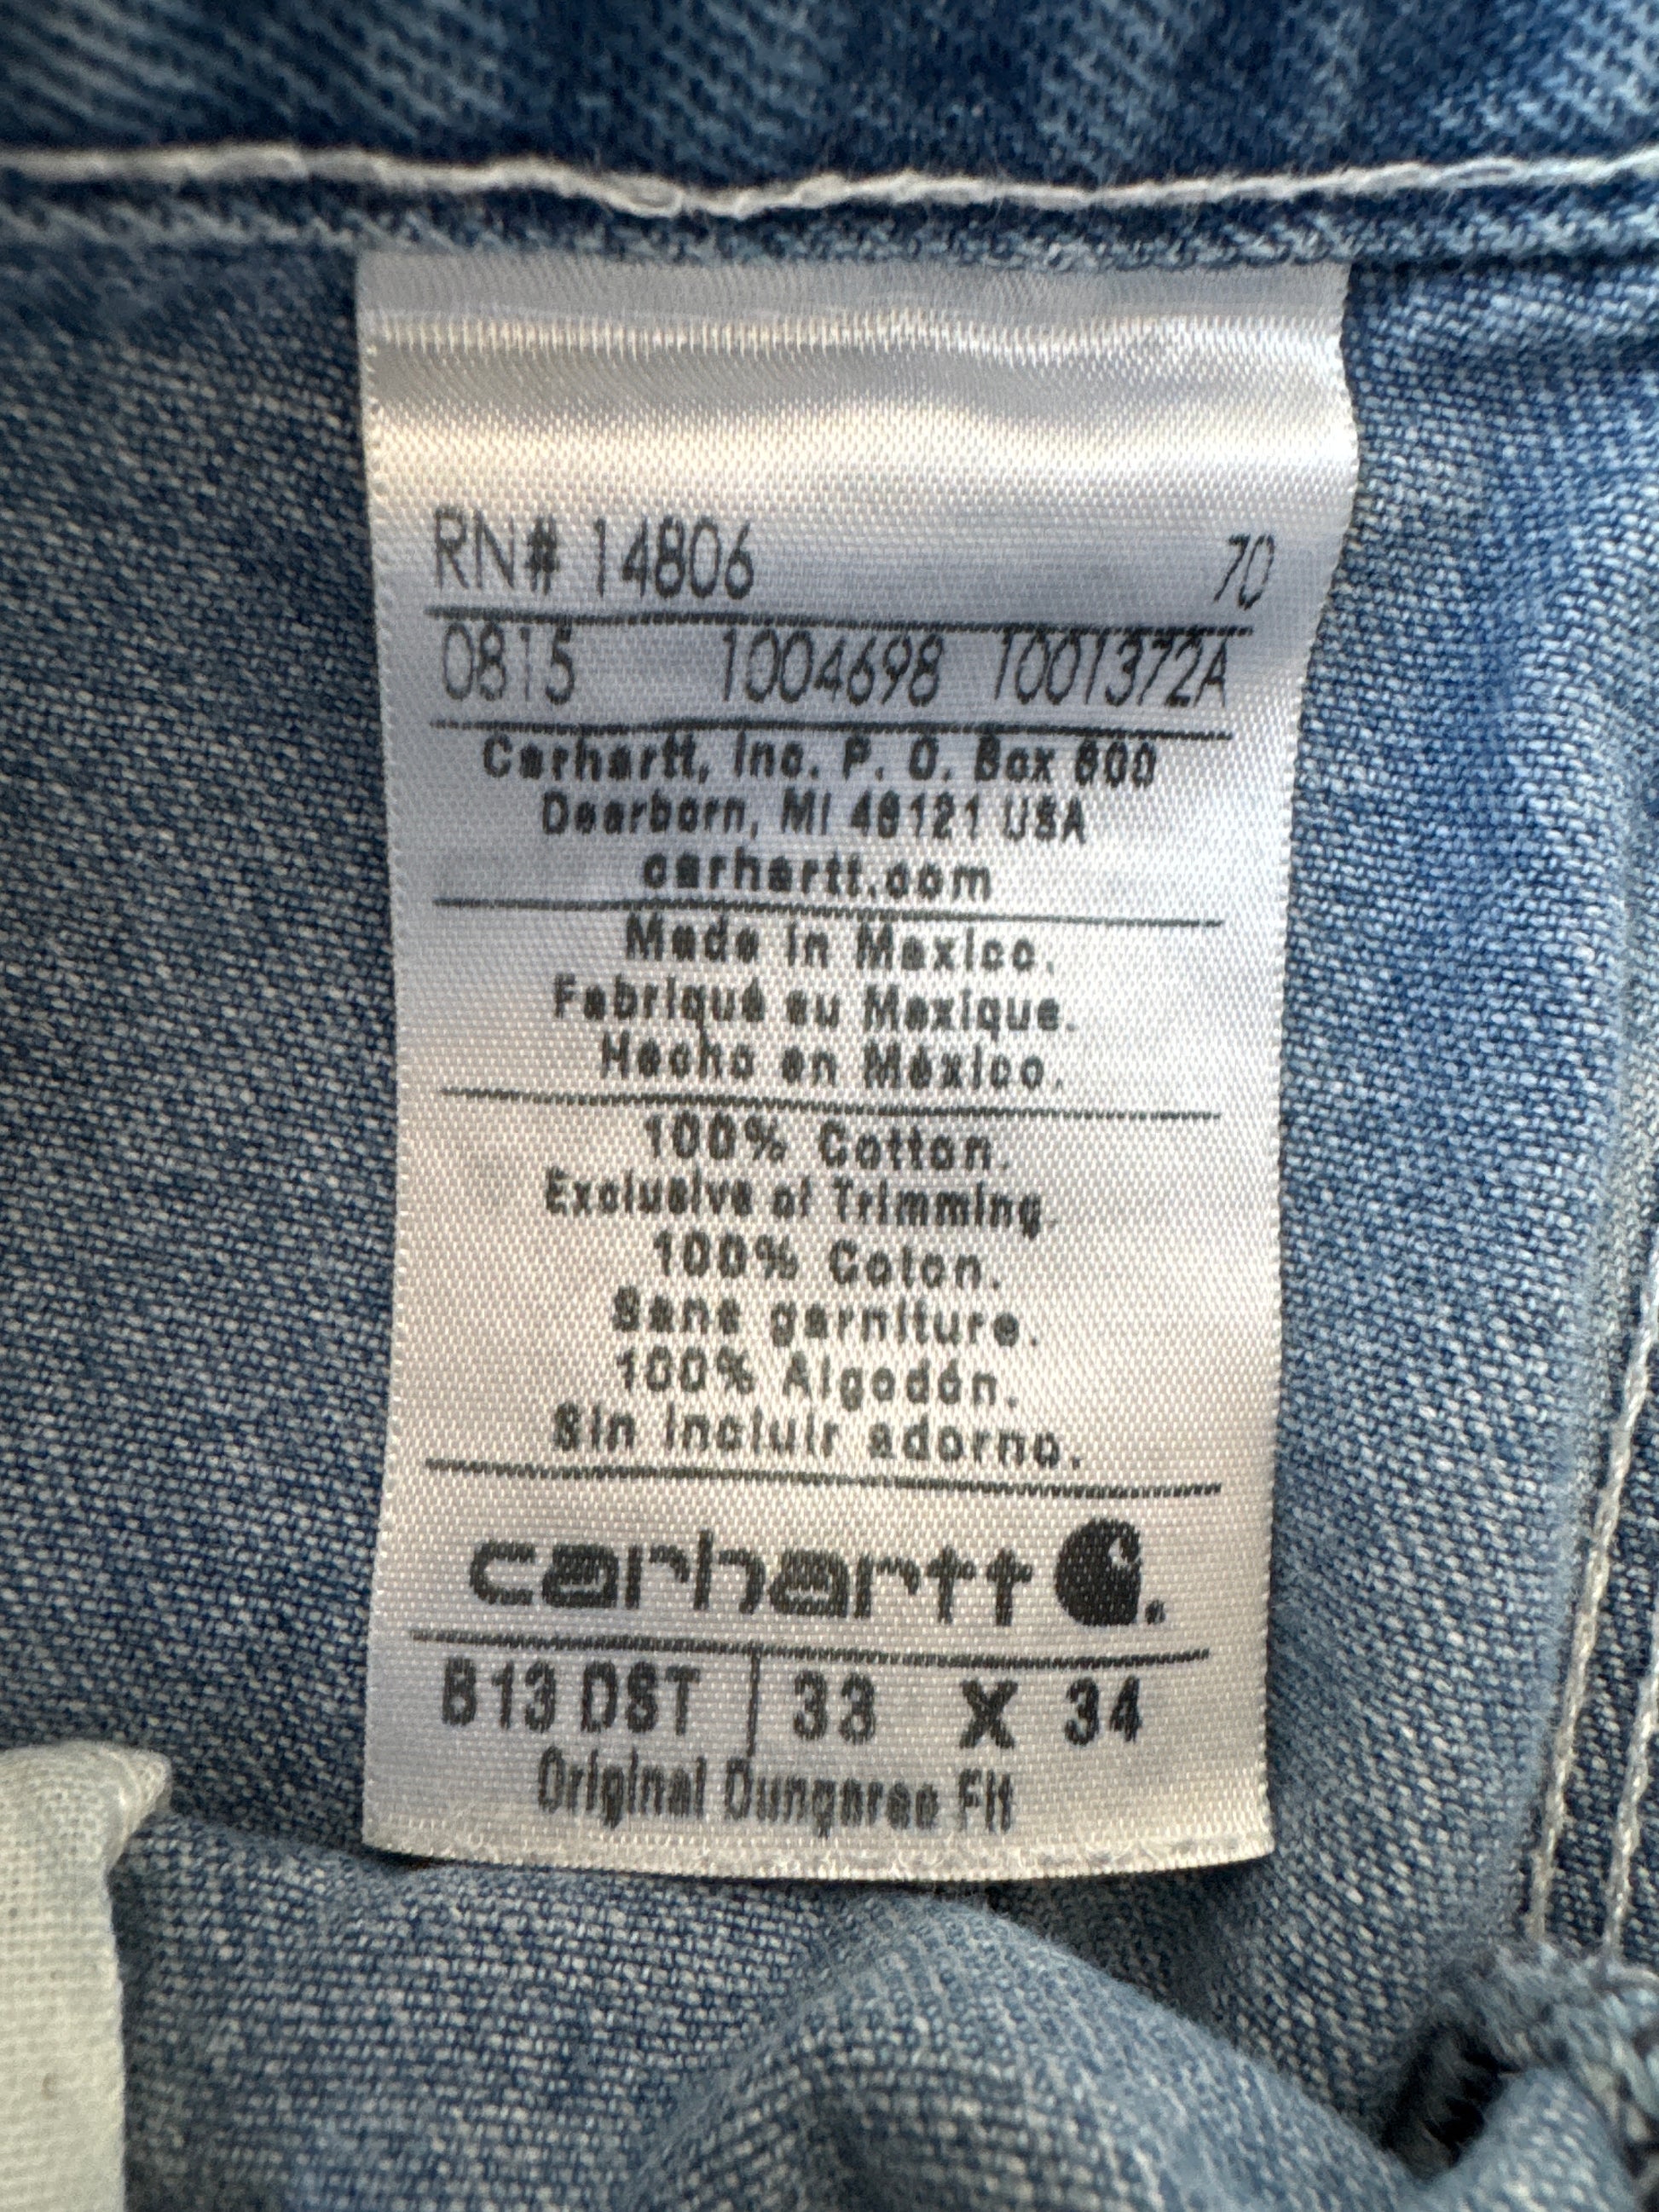 RN# 14806 70
0815 1004698 1001372A
Carhartt, Inc. P. O. Box 600
Dearborn, MI 48121 USA
carhartt.com
Made in Mexico.
Fabriqué au Mexique.
Hecho en México.
100% Cotton.
Exclusive of Trimming.
100% Coton.
Sans garniture.
100% Algodón.
Sin incluir adorno.
carhartt
B13 DST 33 X 34
Original Dungaree Fit